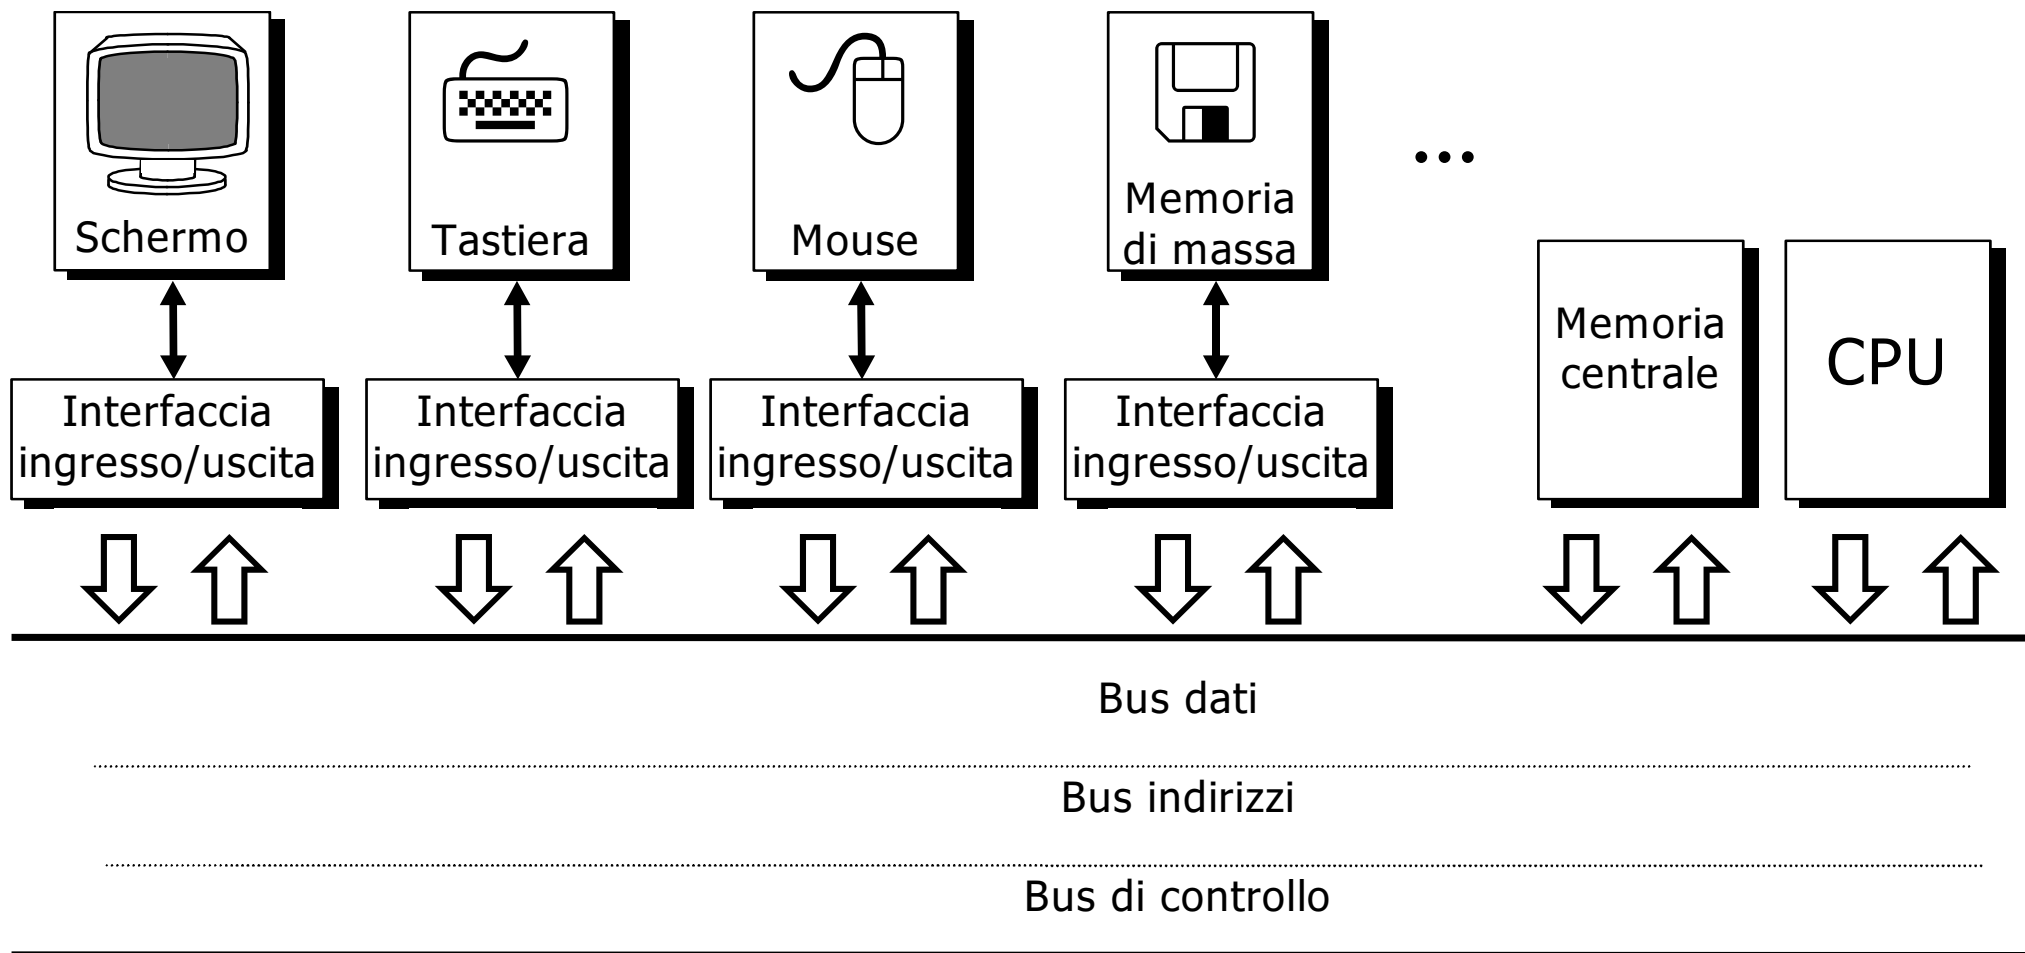 Schermo
Tastiera
Mouse
Memoria
di massa
...
Memoria
centrale
CPU
Interfaccia
ingresso/uscita
Interfaccia
ingresso/uscita
Interfaccia
ingresso/uscita
Interfaccia
ingresso/uscita
Bus dati
Bus indirizzi
Bus di controllo